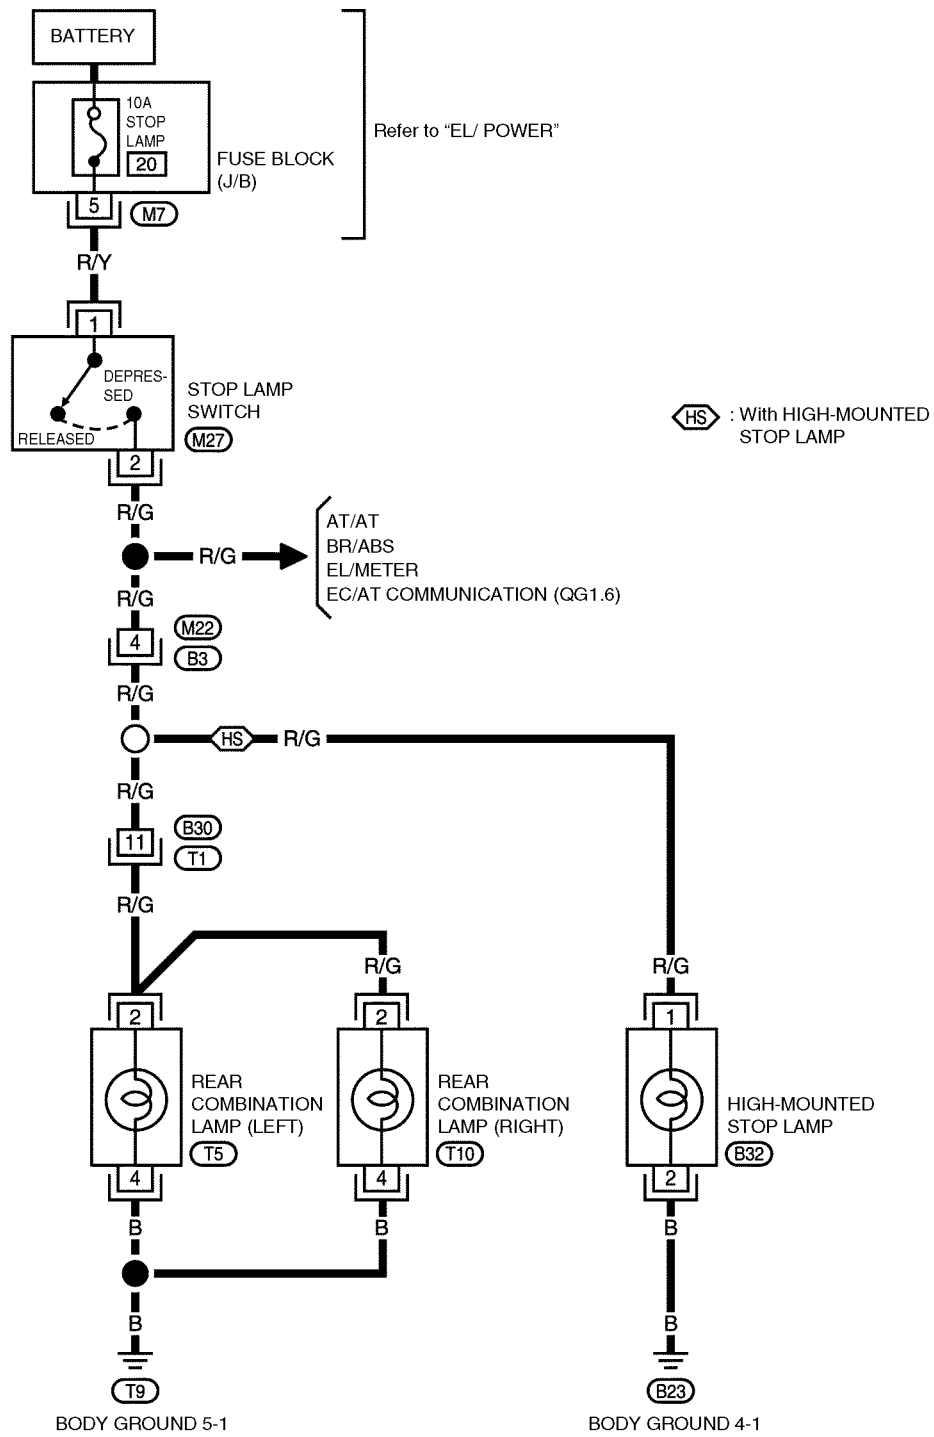 BATTERY
10A
STOP
LAMP
20
FUSE BLOCK
(J/B)
Refer to “EL/ POWER”
5
M7
R/Y
1
DEPRES-
SED
RELEASED
STOP LAMP
SWITCH
M27
2
HS : With HIGH-MOUNTED
STOP LAMP
R/G
R/G
AT/AT
BR/ABS
EL/METER
EC/AT COMMUNICATION (QG1.6)
R/G
4
M22
B3
R/G
HS
R/G
R/G
11
B30
T1
R/G
R/G
R/G
2
2
1
REAR
COMBINATION
LAMP (LEFT)
T5
REAR
COMBINATION
LAMP (RIGHT)
T10
HIGH-MOUNTED
STOP LAMP
B32
4
4
2
B
B
B
B
B
T9
B23
BODY GROUND 5-1
BODY GROUND 4-1